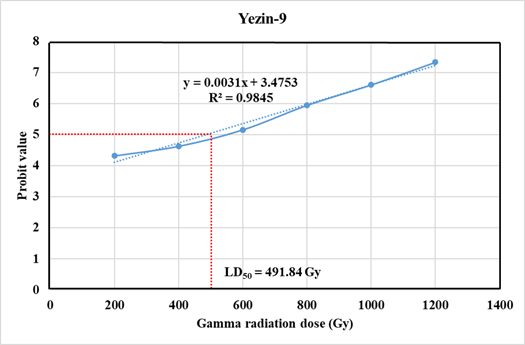 Yezin-9
8
7
6
5
4
3
2
1
0
y = 0.0031x + 3.4753
R² = 0.9845
LD₅₀ = 491.84 Gy
0 200 400 600 800 1000 1200 1400
Probit value
Gamma radiation dose (Gy)